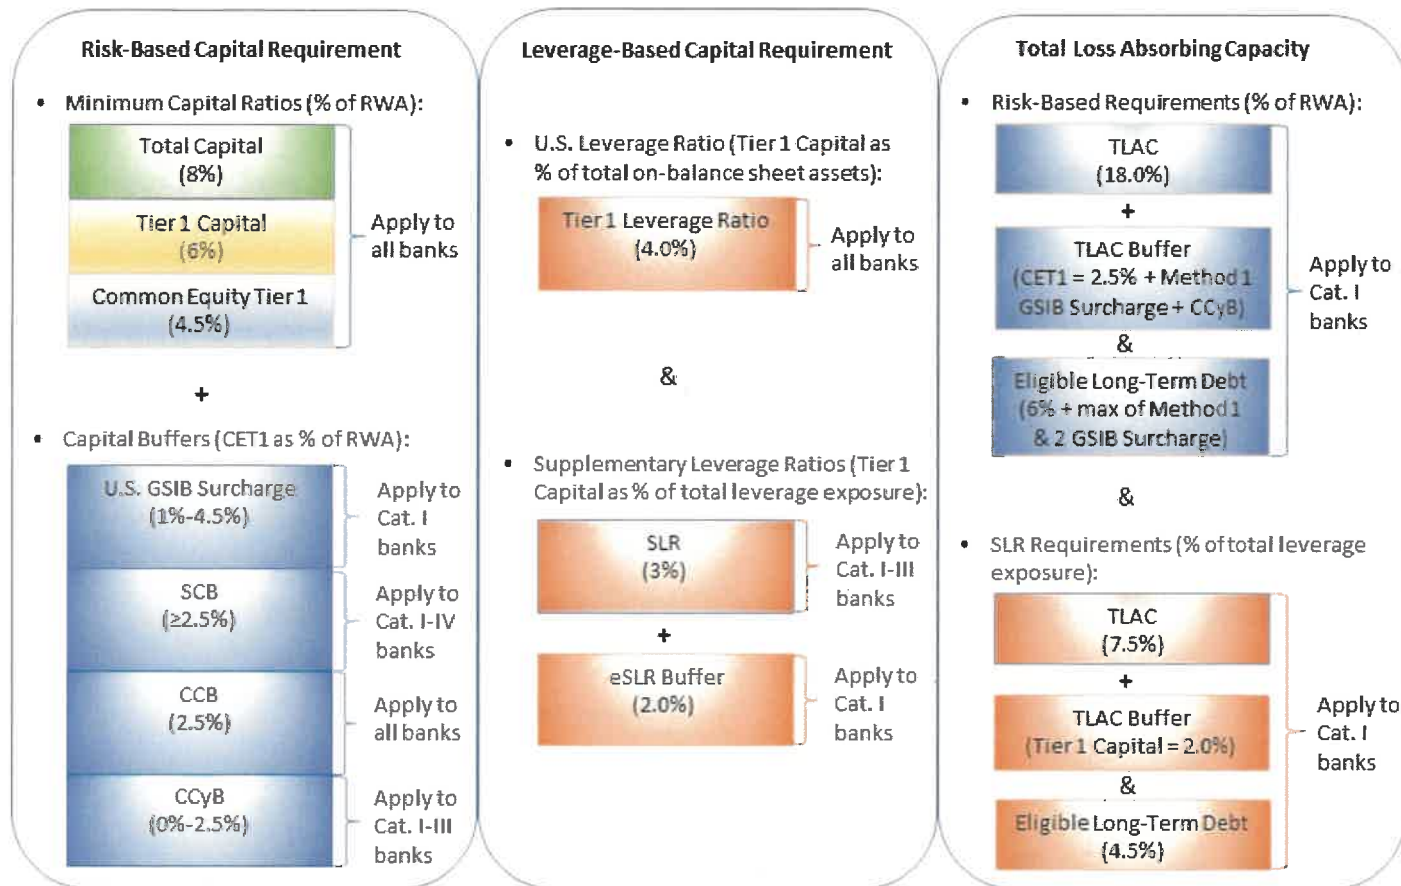 Risk-Based Capital Requirement
• Minimum Capital Ratios (% of RWA):
Total Capital
(8%)
Tier 1 Capital
(6%)
Common Equity Tier 1
(4.5%)
Apply to
all banks
+
• Capital Buffers (CET1 as % of RWA):
U.S. GSIB Surcharge
(1%-4.5%)
Apply to
Cat. I
banks
SCB
(≥2.5%)
Apply to
Cat. I-IV
banks
CCB
(2.5%)
Apply to
all banks
CCyB
(0%-2.5%)
Apply to
Cat. I-III
banks
Leverage-Based Capital Requirement
• U.S. Leverage Ratio (Tier 1 Capital as
% of total on-balance sheet assets):
Tier 1 Leverage Ratio
(4.0%)
Apply to
all banks
&
• Supplementary Leverage Ratios (Tier 1
Capital as % of total leverage exposure):
SLR
(3%)
Apply to
Cat. I-III
banks
+
eSLR Buffer
(2.0%)
Apply to
Cat. I
banks
Total Loss Absorbing Capacity
• Risk-Based Requirements (% of RWA):
TLAC
(18.0%)
+
TLAC Buffer
(CET1 = 2.5% + Method 1
GSIB Surcharge + CCyB)
&
Eligible Long-Term Debt
(6% + max of Method 1
& 2 GSIB Surcharge)
Apply to
Cat. I
banks
&
• SLR Requirements (% of total leverage
exposure):
TLAC
(7.5%)
+
TLAC Buffer
(Tier 1 Capital = 2.0%)
&
Eligible Long-Term Debt
(4.5%)
Apply to
Cat. I
banks